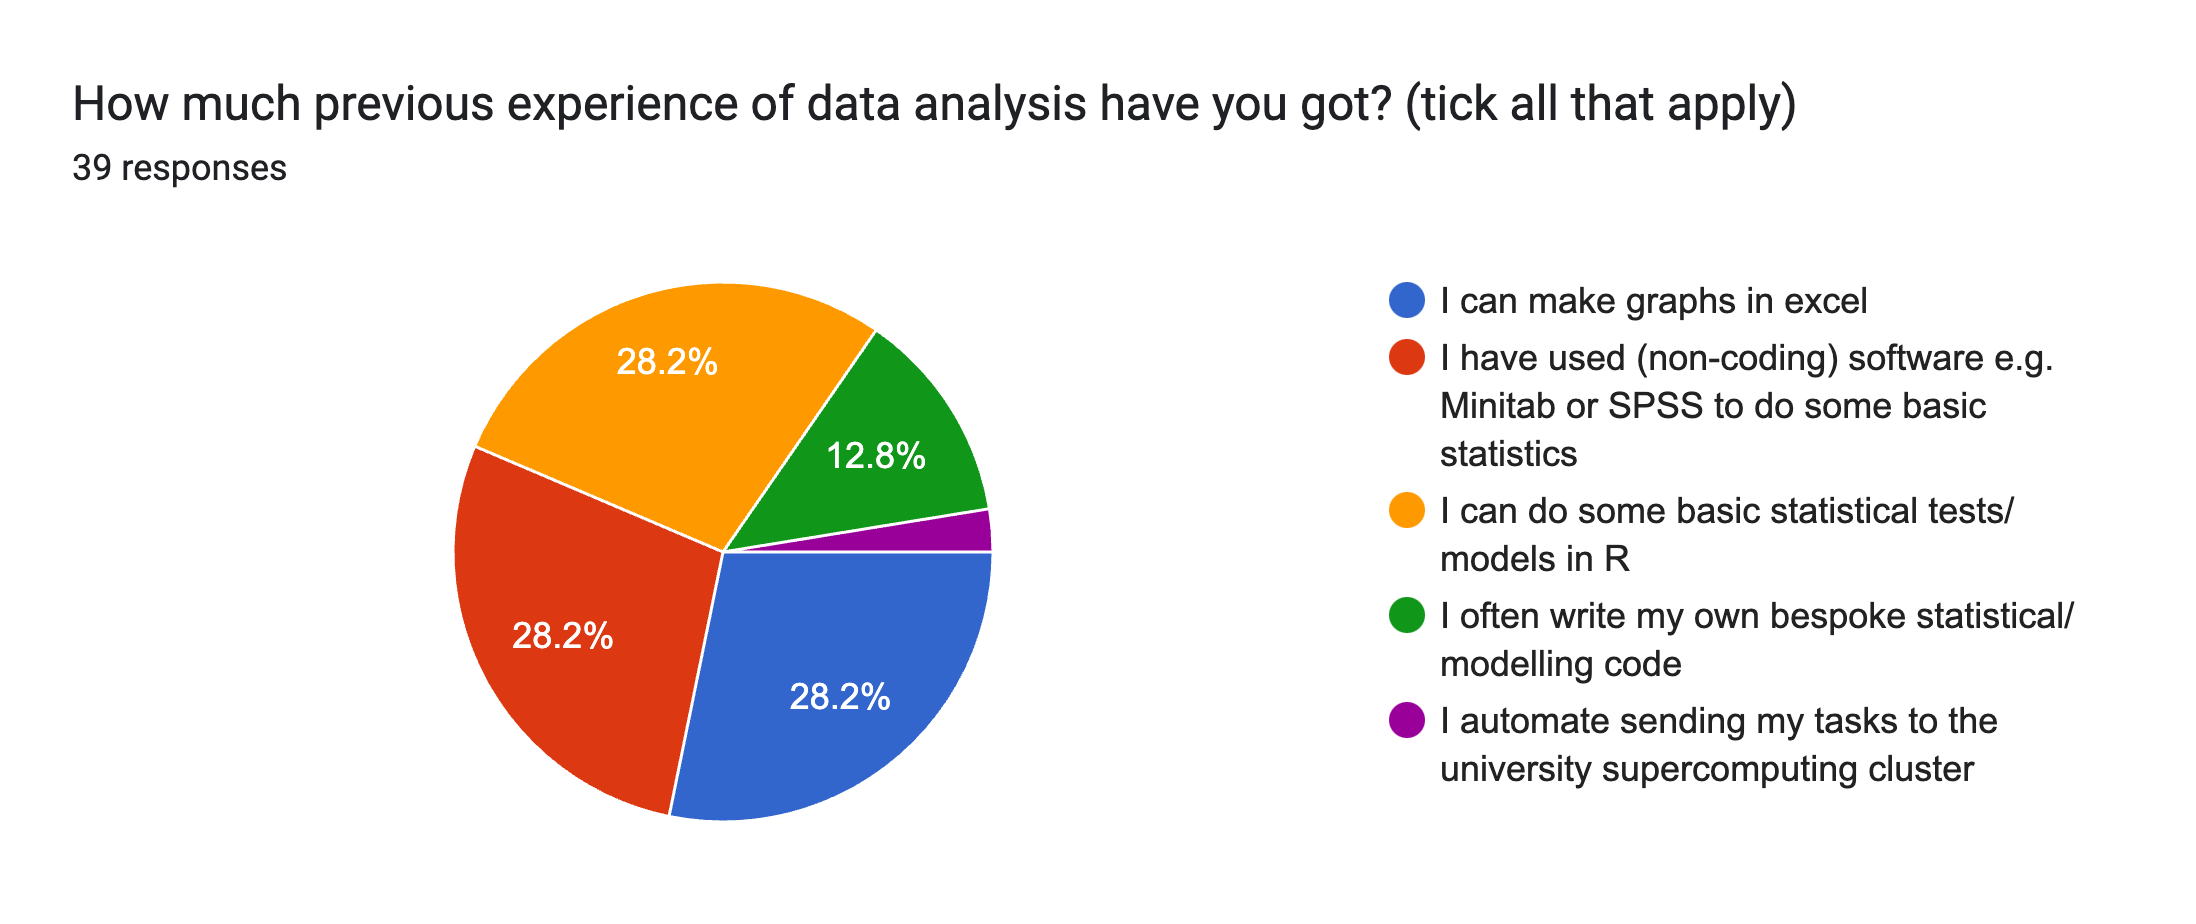 How much previous experience of data analysis have you got? (tick all that apply)
39 responses
28.2%
12.8%
28.2%
28.2%
I can make graphs in excel
I have used (non-coding) software e.g.
Minitab or SPSS to do some basic
statistics
I can do some basic statistical tests/
models in R
I often write my own bespoke statistical/
modelling code
I automate sending my tasks to the
university supercomputing cluster